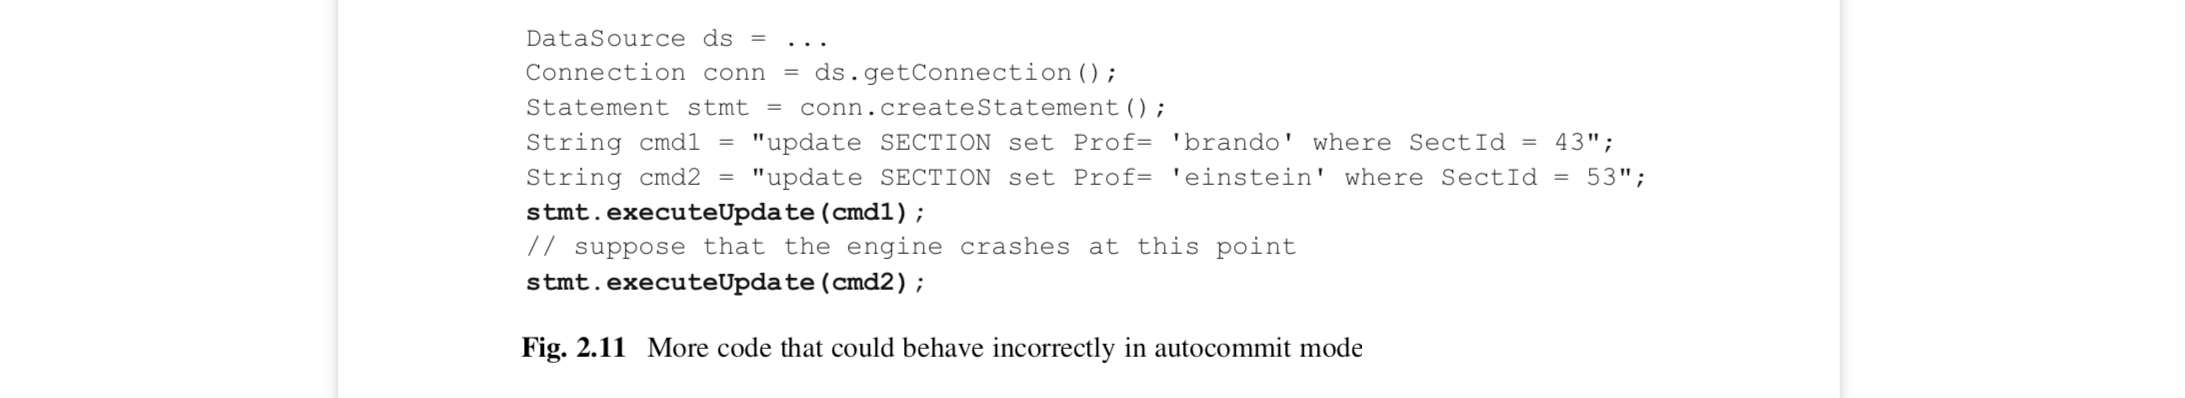 DataSource ds = ...
Connection conn = ds.getConnection();
Statement stmt = conn.createStatement();
String cmd1 = "update SECTION set Prof= 'brando' where SectId = 43";
String cmd2 = "update SECTION set Prof= 'einstein' where SectId = 53";
stmt.executeUpdate(cmd1);
// suppose that the engine crashes at this point
stmt.executeUpdate(cmd2);
Fig. 2.11 More code that could behave incorrectly in autocommit mode